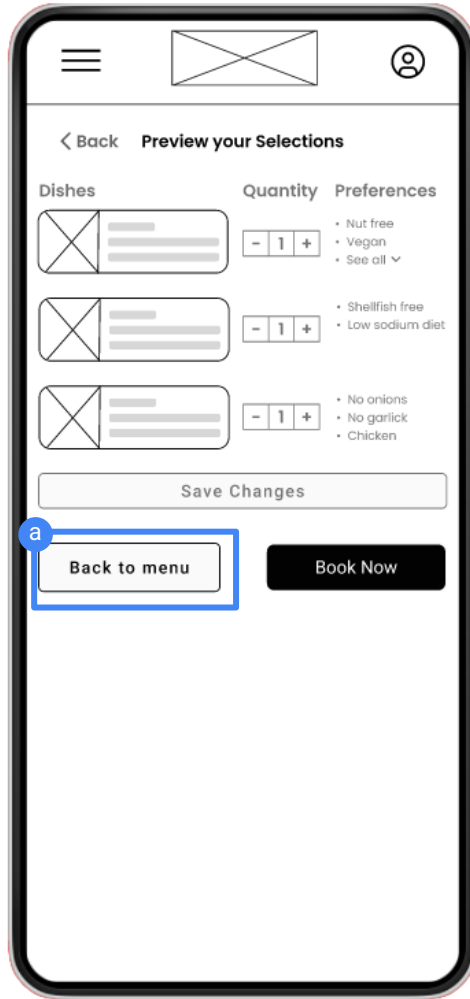 Back Preview your Selections
Dishes Quantity Preferences
- 1 +
• Nut free
• Vegan
• See all
- 1 +
• Shellfish free
• Low sodium diet
- 1 +
• No onions
• No garlick
• Chicken
Save Changes
a
Back to menu Book Now